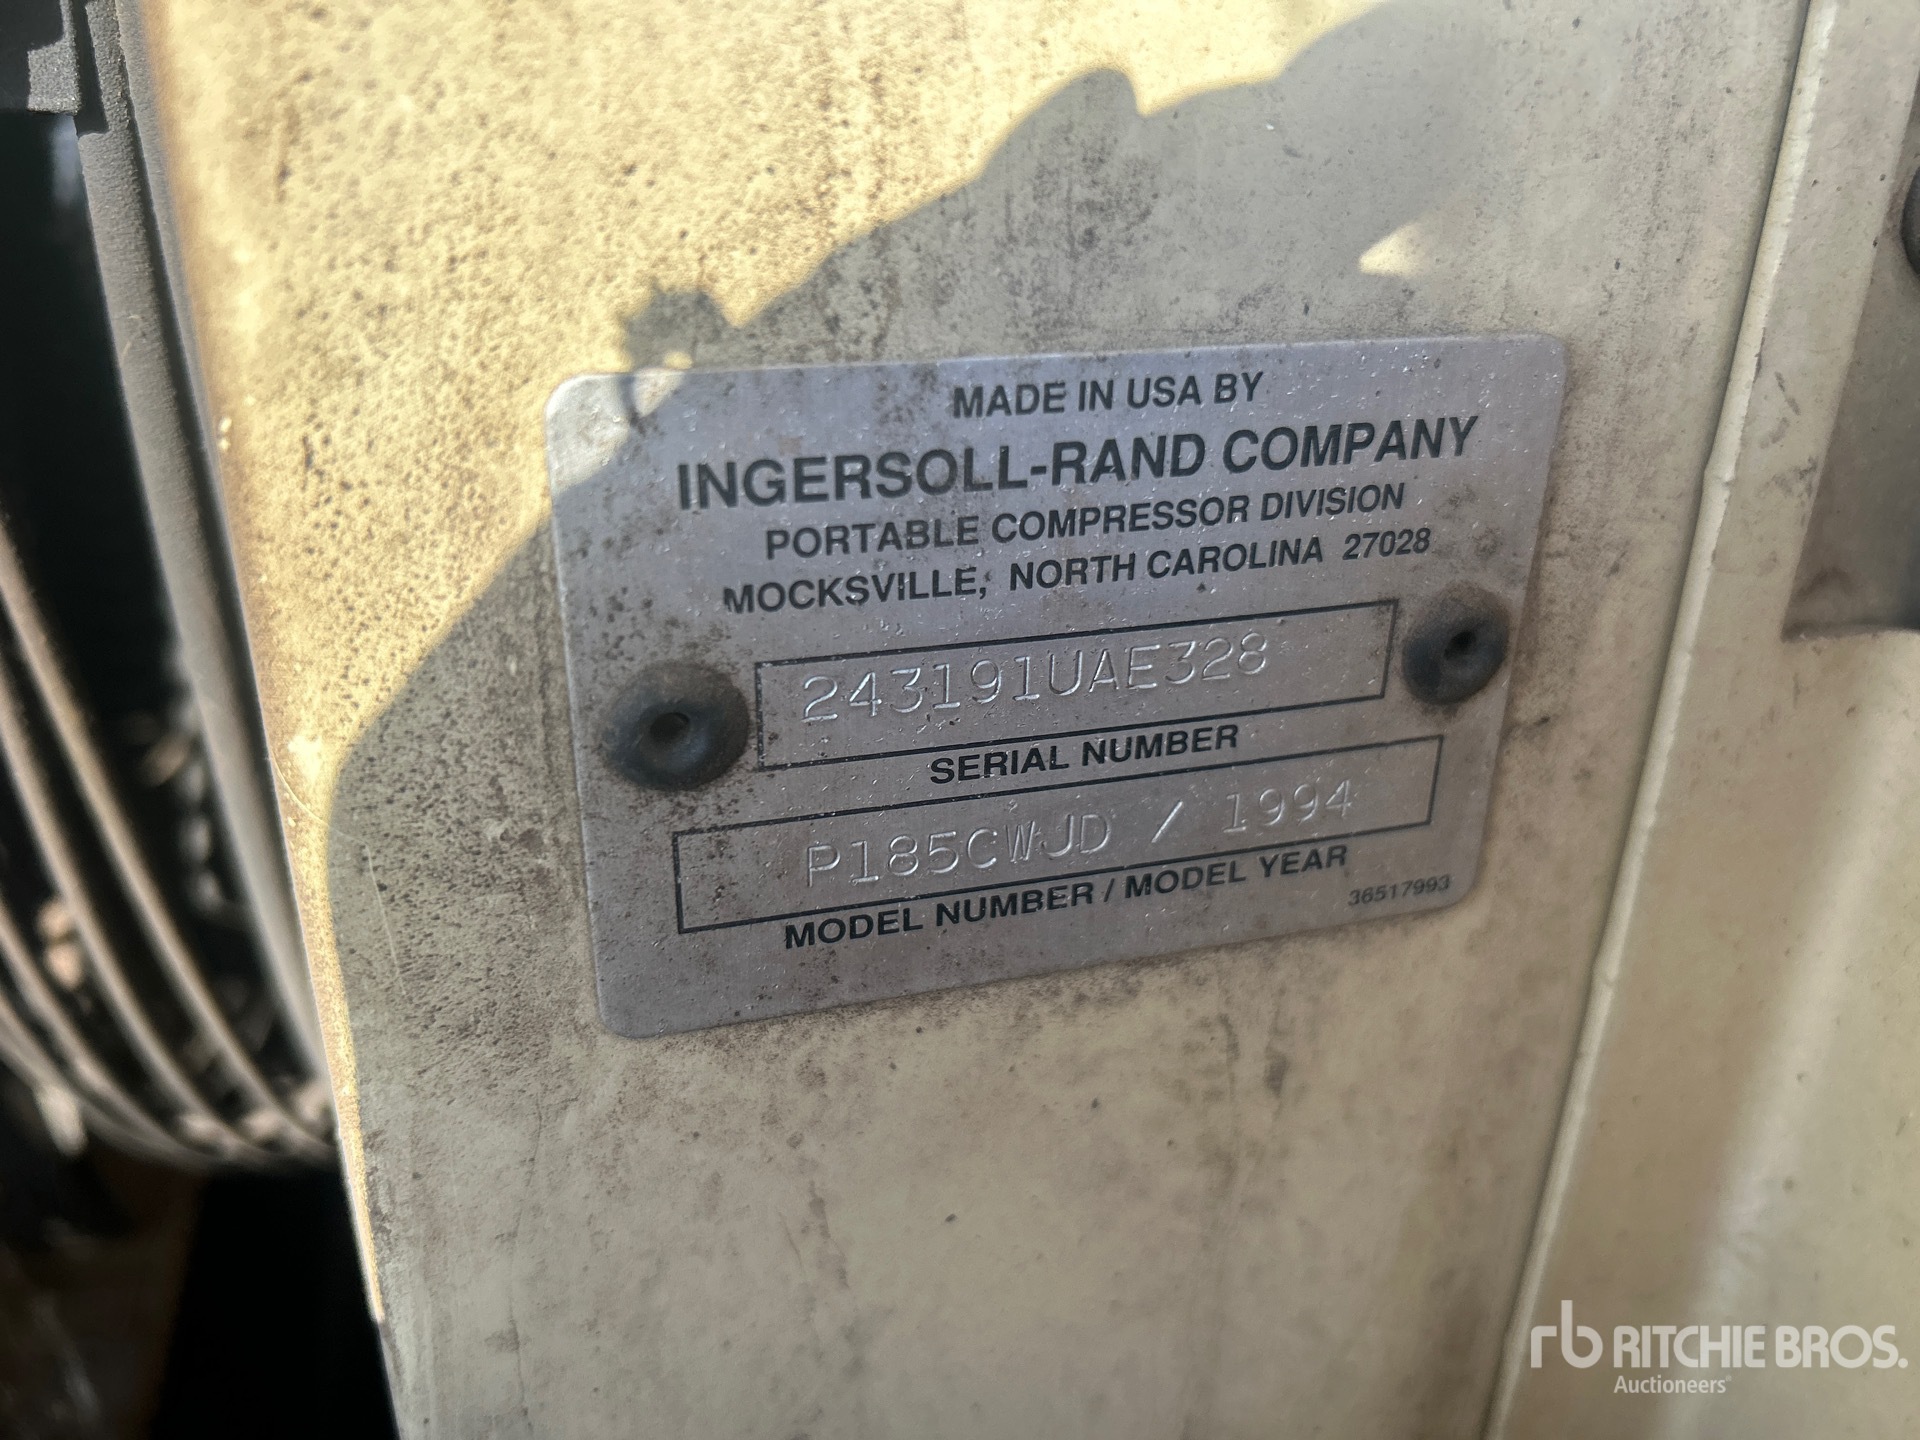 MADE IN USA BY
INGERSOLL-RAND COMPANY
PORTABLE COMPRESSOR DIVISION
MOCKSVILLE, NORTH CAROLINA 27028
243191UAE328
SERIAL NUMBER
P185CWJD / 1994
MODEL NUMBER / MODEL YEAR
36517993
rb RITCHIE BROS.
Auctioneers